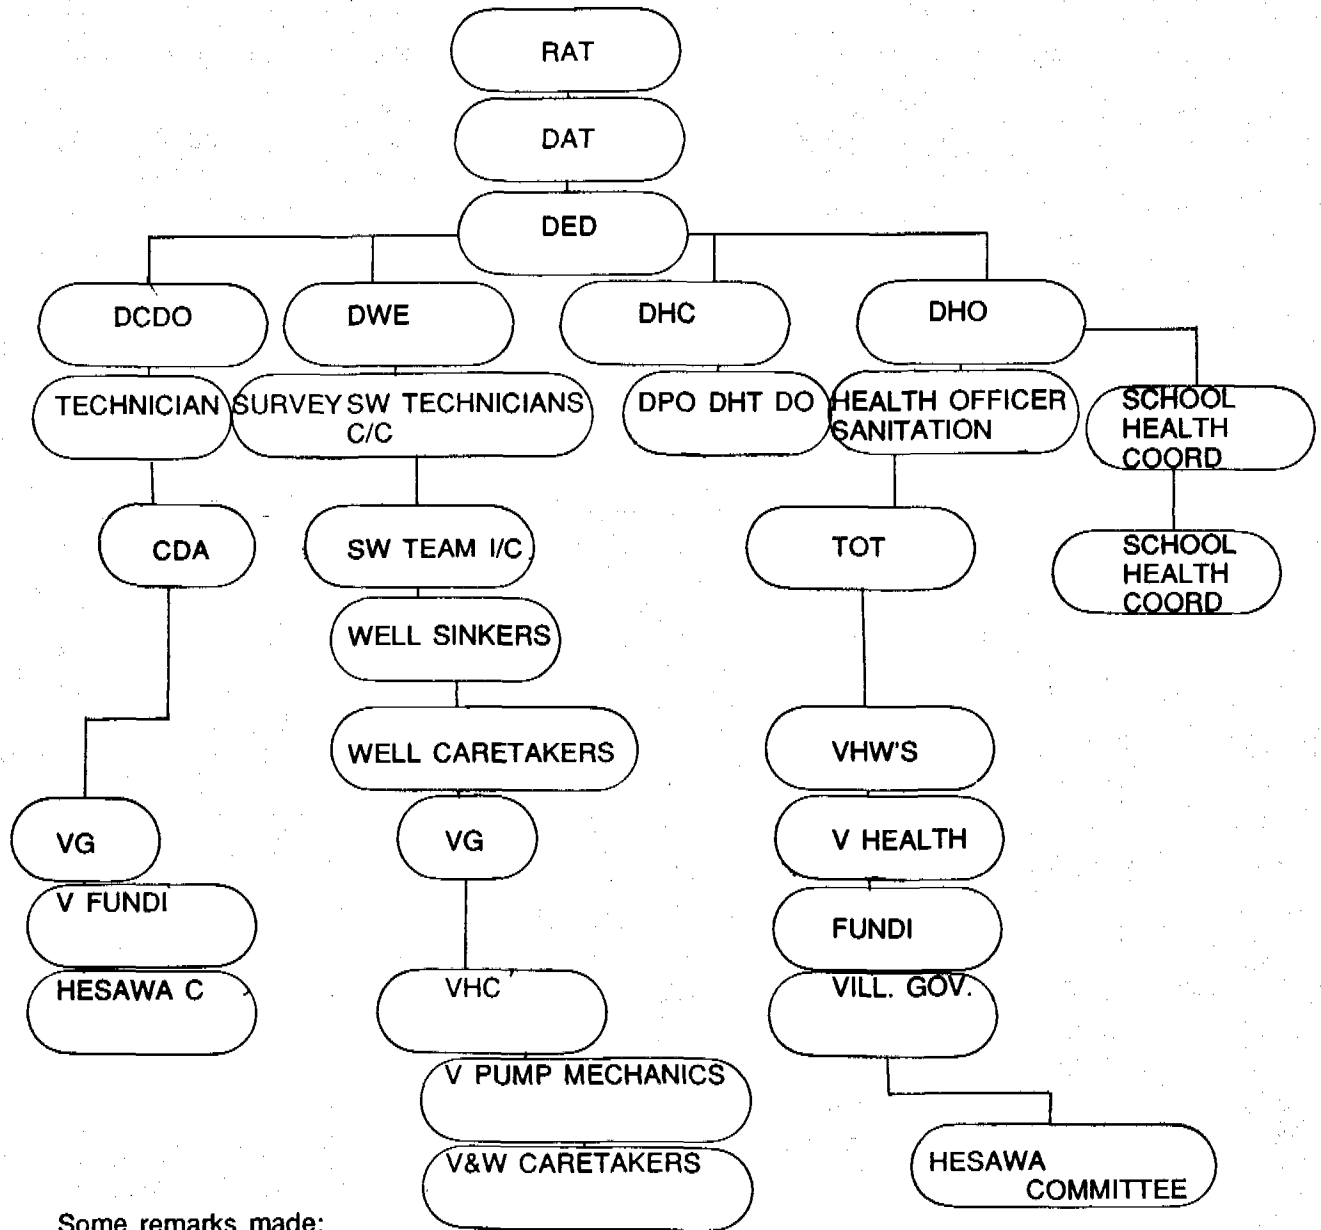 RAT
DAT
DED
DCDO
DWE
DHC
DHO
TECHNICIAN
SURVEY SW TECHNICIANS
C/C
DPO DHT DO
HEALTH OFFICER
SANITATION
SCHOOL
HEALTH
COORD
CDA
SW TEAM I/C
TOT
SCHOOL
HEALTH
COORD
WELL SINKERS
WELL CARETAKERS
VHW'S
VG
VG
V HEALTH
V FUNDI
FUNDI
HESAWA C
VHC
VILL. GOV.
V PUMP MECHANICS
V&W CARETAKERS
HESAWA
COMMITTEE
Some remarks made: